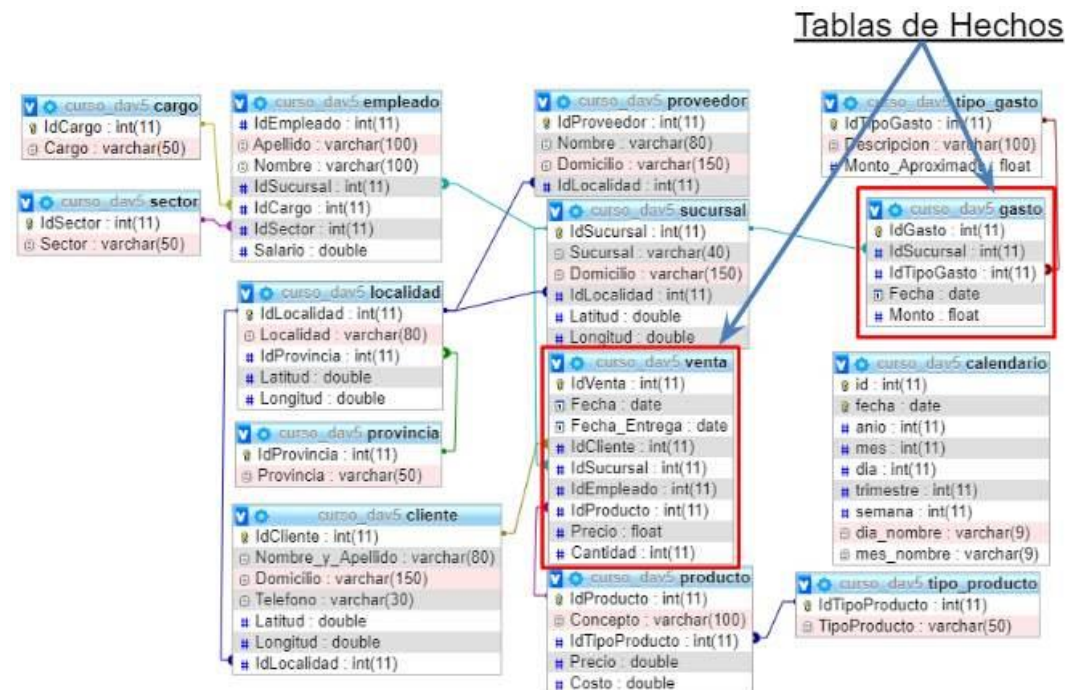 Tablas de Hechos
curso_dav5 cargo
IdCargo : int(11)
Cargo : varchar(50)
curso_dav5 sector
IdSector : int(11)
Sector : varchar(50)
curso_dav5 empleado
IdEmpleado : int(11)
Apellido : varchar(100)
Nombre : varchar(100)
IdSucursal : int(11)
IdCargo : int(11)
IdSector : int(11)
Salario : double
curso_dav5 localidad
IdLocalidad : int(11)
Localidad : varchar(80)
IdProvincia : int(11)
Latitud : double
Longitud : double
curso_dav5 provincia
IdProvincia : int(11)
Provincia : varchar(50)
curso_dav5 cliente
IdCliente : int(11)
Nombre_y_Apellido : varchar(80)
Domicilio : varchar(150)
Telefono : varchar(30)
Latitud : double
Longitud : double
IdLocalidad : int(11)
curso_dav5 proveedor
IdProveedor : int(11)
Nombre : varchar(80)
Domicilio : varchar(150)
IdLocalidad : int(11)
curso_dav5 sucursal
IdSucursal : int(11)
Sucursal : varchar(40)
Domicilio : varchar(150)
IdLocalidad : int(11)
Latitud : double
Longitud : double
curso_dav5 venta
IdVenta : int(11)
Fecha : date
Fecha_Entrega : date
IdCliente : int(11)
IdSucursal : int(11)
IdEmpleado : int(11)
IdProducto : int(11)
Precio : float
Cantidad : int(11)
curso_dav5 producto
IdProducto : int(11)
Concepto : varchar(100)
IdTipoProducto : int(11)
Precio : double
Costo : double
curso_dav5 tipo_gasto
IdTipoGasto : int(11)
Descripcion : varchar(100)
Monto_Aproximado : float
curso_dav5 gasto
IdGasto : int(11)
IdSucursal : int(11)
IdTipoGasto : int(11)
Fecha : date
Monto : float
curso_dav5 calendario
id : int(11)
fecha : date
anio : int(11)
mes : int(11)
dia : int(11)
trimestre : int(11)
semana : int(11)
dia_nombre : varchar(9)
mes_nombre : varchar(9)
curso_dav5 tipo_producto
IdTipoProducto : int(11)
TipoProducto : varchar(50)